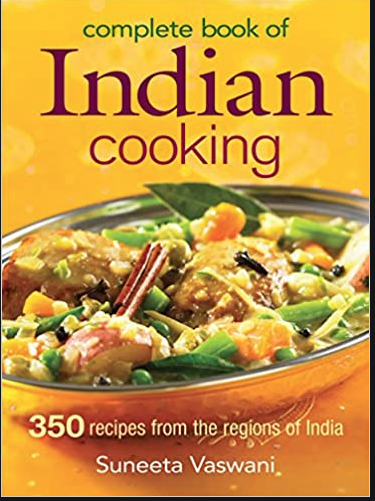 complete book of
Indian
cooking
350 recipes from the regions of India
Suneeta Vaswani